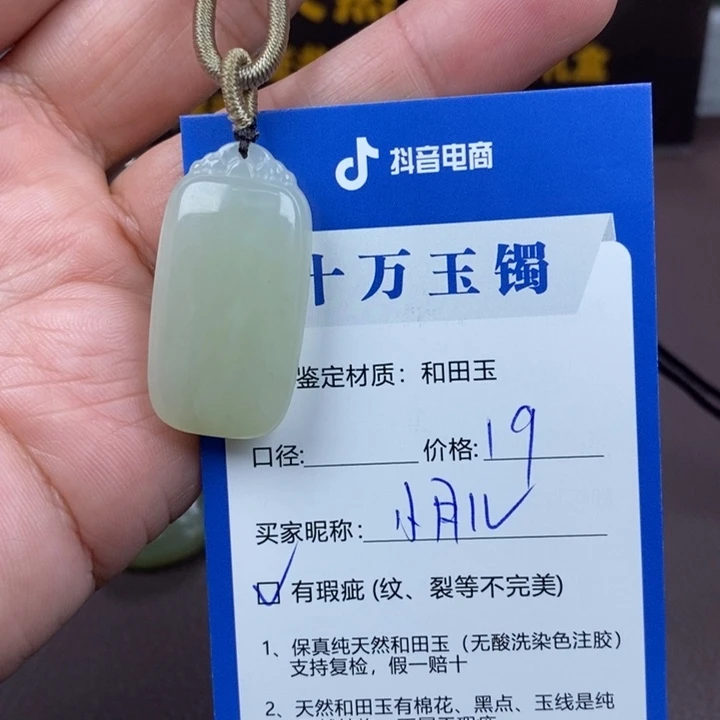 抖音电商
十万玉镯
鉴定材质：和田玉
口径: 价格: 19
买家昵称：小月儿
有瑕疵 (纹、裂等不完美)
1、保真纯天然和田玉（无酸洗染色注胶）
支持复检，假一赔十
2、天然和田玉有棉花、黑点、玉线是纯